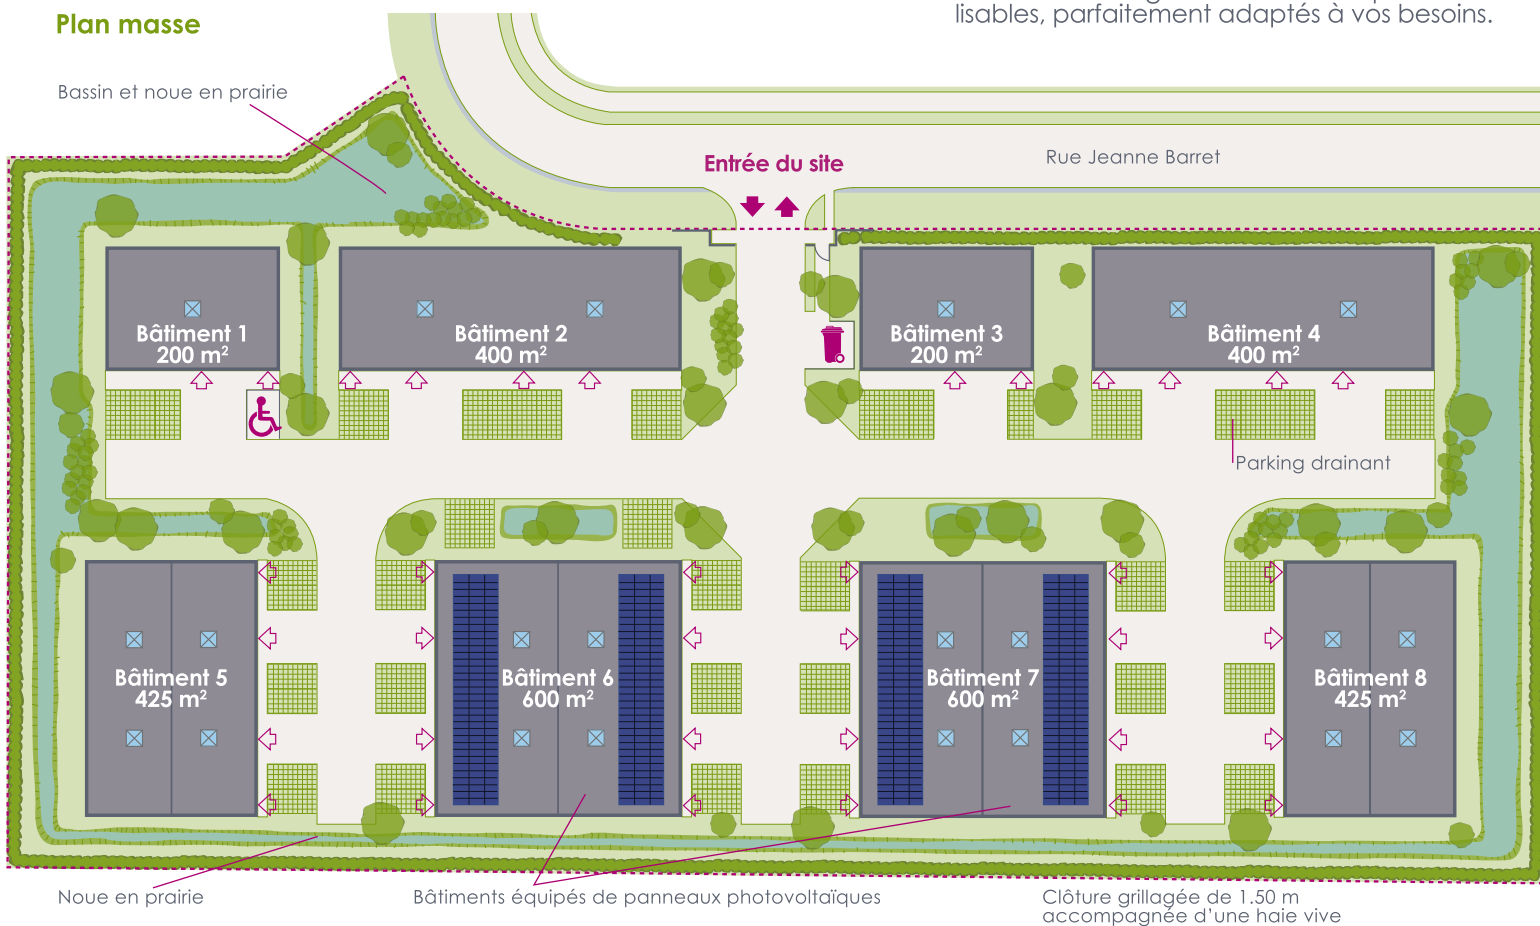 lisables, parfaitement adaptés à vos besoins.
Plan masse
Bassin et noue en prairie
Entrée du site
Rue Jeanne Barret
Bâtiment 1
200 m²
Bâtiment 2
400 m²
Bâtiment 3
200 m²
Bâtiment 4
400 m²
Parking drainant
Bâtiment 5
425 m²
Bâtiment 6
600 m²
Bâtiment 7
600 m²
Bâtiment 8
425 m²
Noue en prairie
Bâtiments équipés de panneaux photovoltaïques
Clôture grillagée de 1.50 m
accompagnée d'une haie vive